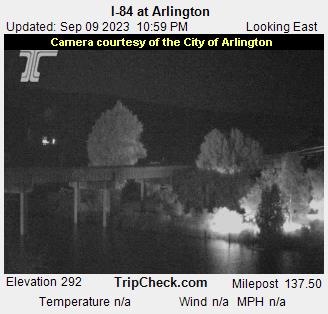 I-84 at Arlington
Updated: Sep 09 2023 10:59 PM Looking East
Camera courtesy of the City of Arlington
Elevation 292 TripCheck.com Milepost 137.50
Temperature n/a Wind n/a MPH n/a